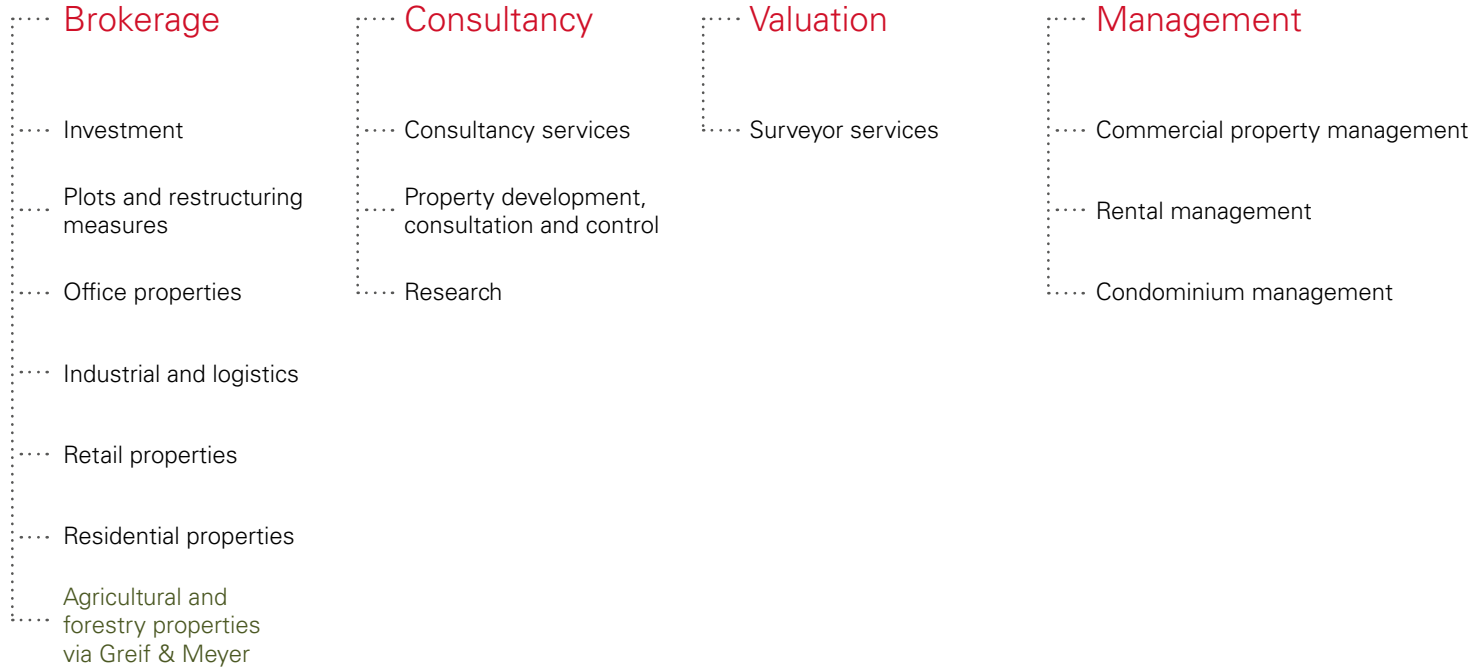 Brokerage
Investment
Plots and restructuring
measures
Office properties
Industrial and logistics
Retail properties
Residential properties
Agricultural and
forestry properties
via Greif & Meyer
Consultancy
Consultancy services
Property development,
consultation and control
Research
Valuation
Surveyor services
Management
Commercial property management
Rental management
Condominium management